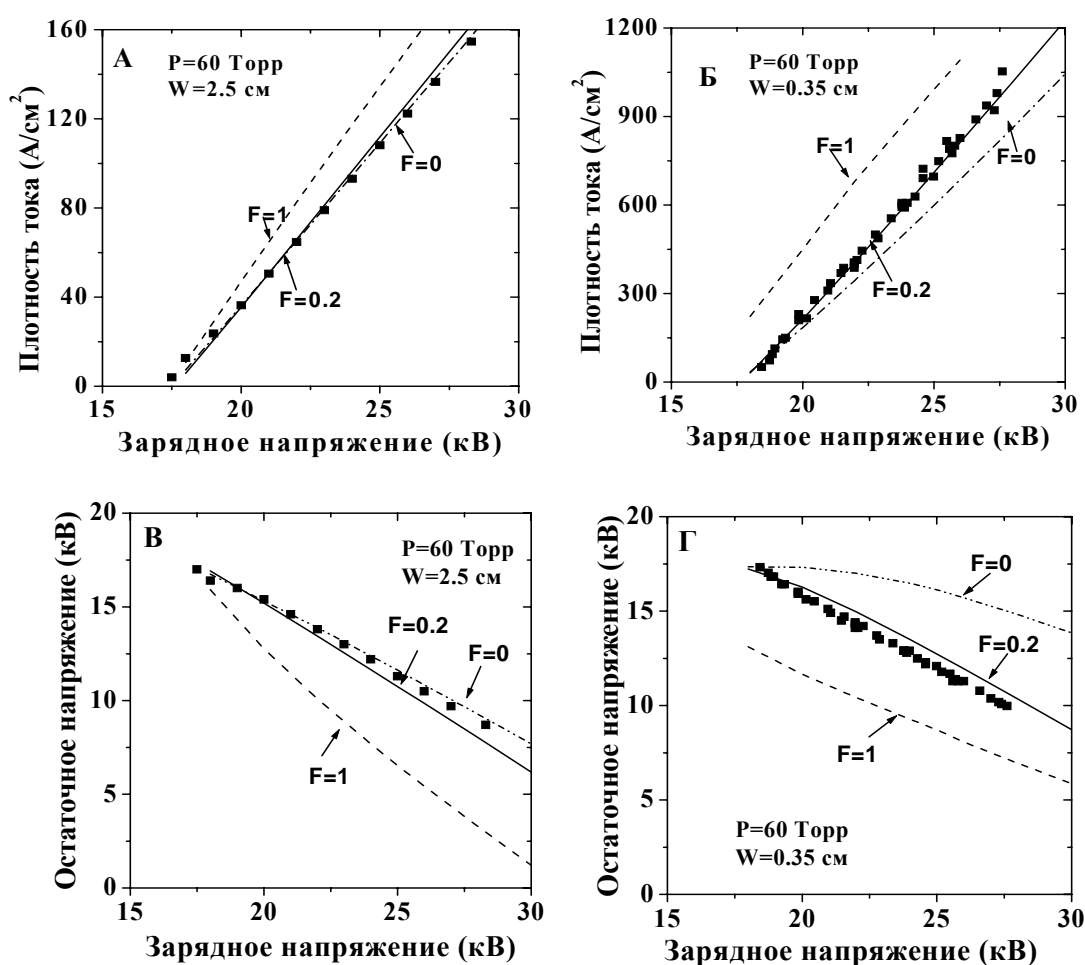 Плотность тока (А/см²)
160
120
80
40
0
А
P=60 Торр
W=2.5 см
F=1
F=0
F=0.2
15
20
25
30
Зарядное напряжение (кВ)
Плотность тока (А/см²)
1200
900
600
300
0
P=60 Торр
W=0.35 см
Б
F=1
F=0
F=0.2
15
20
25
30
Зарядное напряжение (кВ)
Остаточное напряжение (кВ)
20
15
10
5
0
В
P=60 Торр
W=2.5 см
F=0.2
F=0
F=1
15
20
25
30
Зарядное напряжение (кВ)
Остаточное напряжение (кВ)
20
15
10
5
0
Г
F=0
F=0.2
F=1
P=60 Торр
W=0.35 см
15
20
25
30
Зарядное напряжение (кВ)